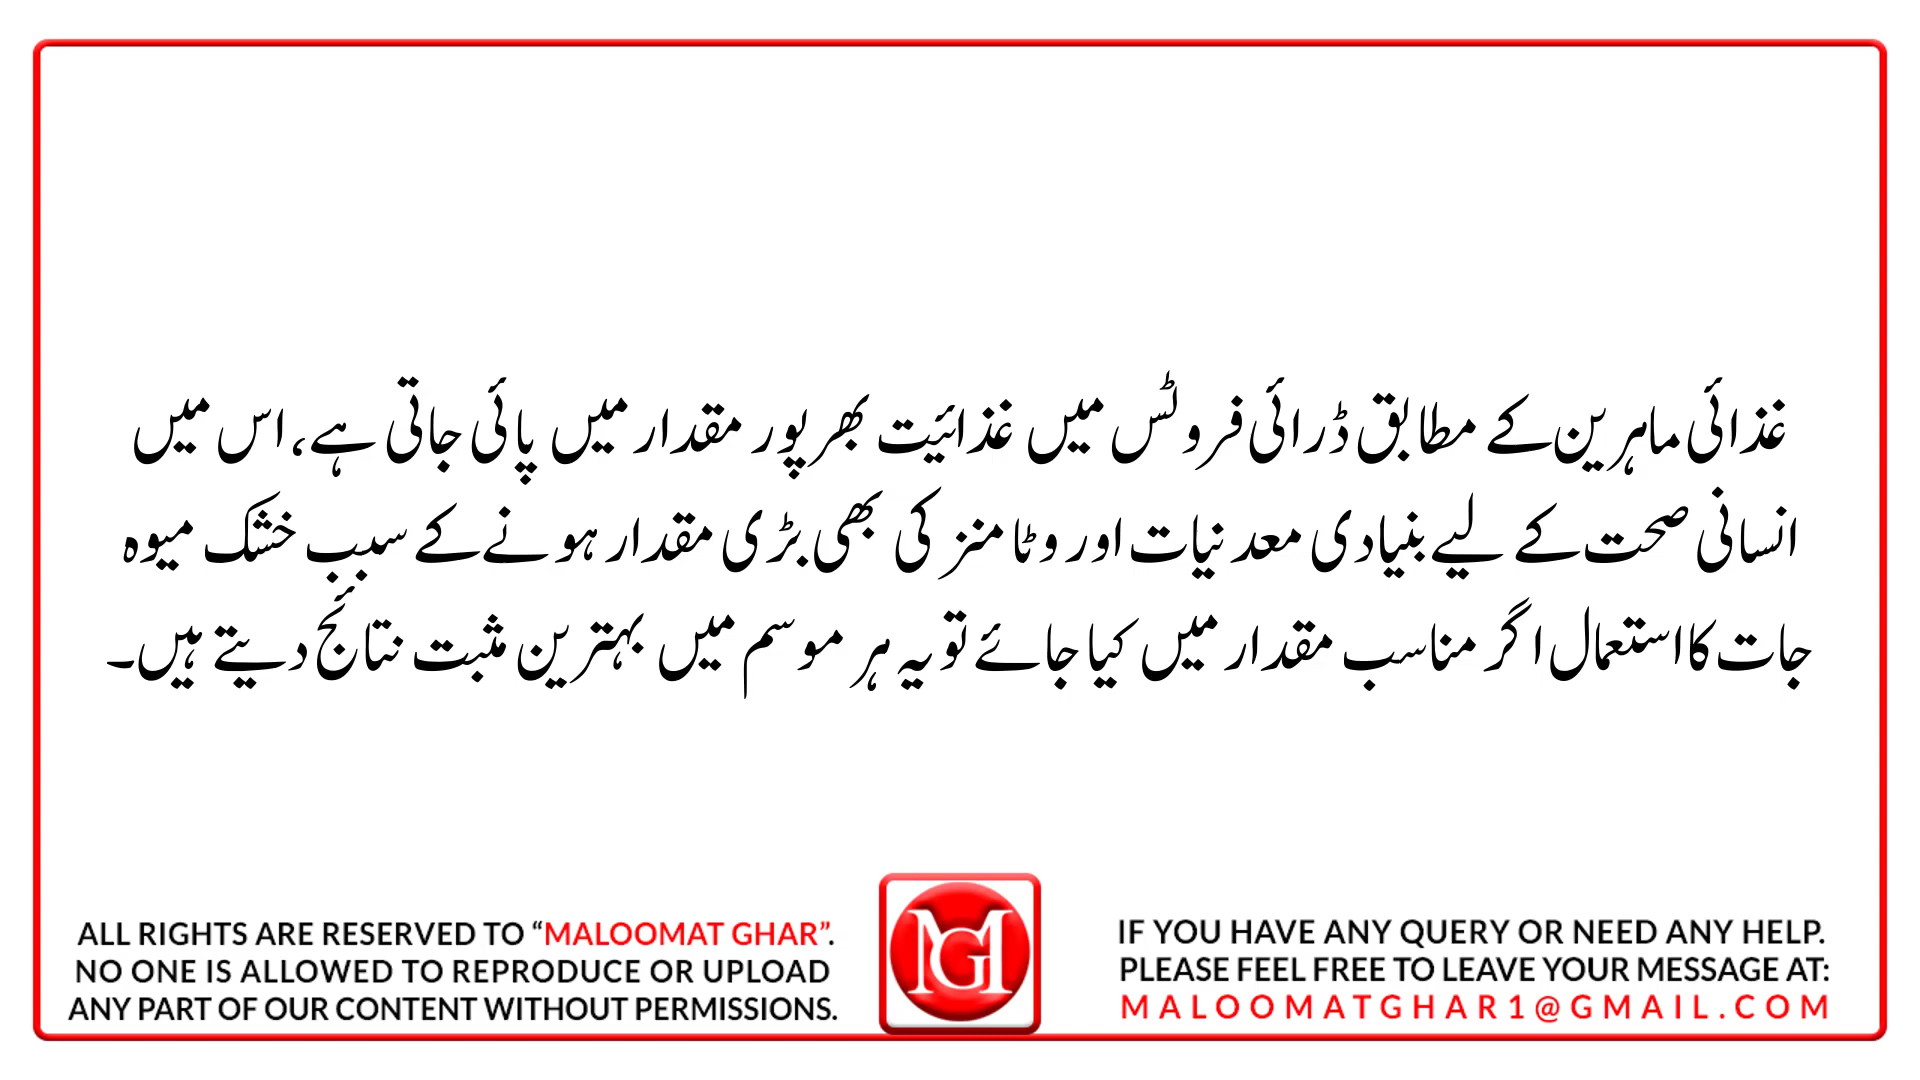 غذائی ماہرین کے مطابق ڈرائی فروٹس میں غذائیت بھرپور مقدار میں پائی جاتی ہے، اس میں
انسانی صحت کے لیے بنیادی معدنیات اور وٹامنز کی بھی بڑی مقدار ہونے کے سبب خشک میوہ
جات کا استعمال اگر مناسب مقدار میں کیا جائے تو یہ ہر موسم میں بہترین مثبت نتائج دیتے ہیں۔
ALL RIGHTS ARE RESERVED TO “MALOOMAT GHAR”.
NO ONE IS ALLOWED TO REPRODUCE OR UPLOAD
ANY PART OF OUR CONTENT WITHOUT PERMISSIONS.
MG
IF YOU HAVE ANY QUERY OR NEED ANY HELP.
PLEASE FEEL FREE TO LEAVE YOUR MESSAGE AT:
MALOOMATGHAR1@GMAIL.COM